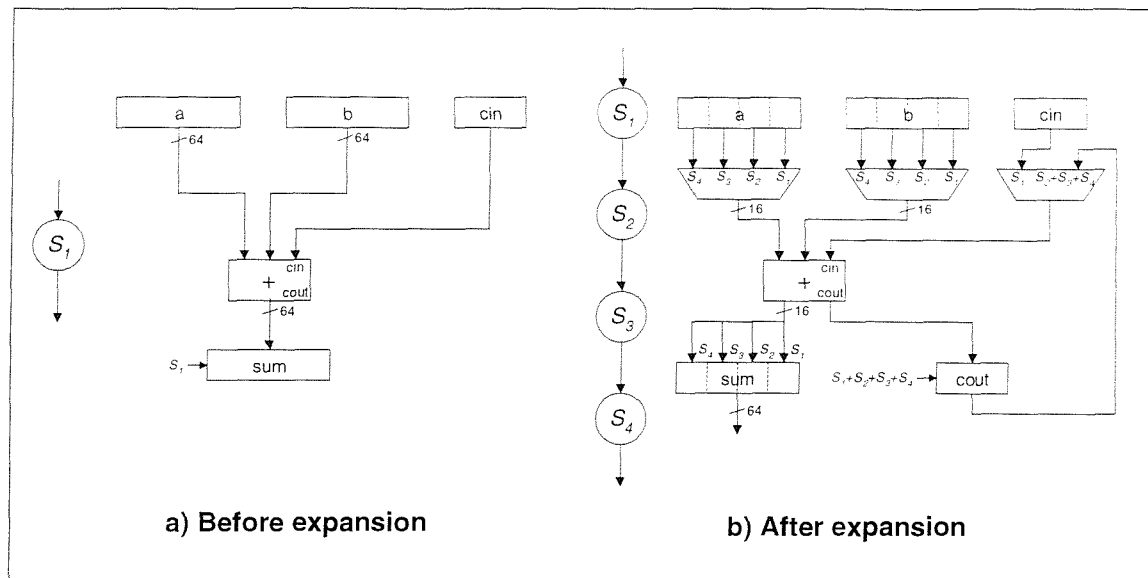 a
b
cin
64
64
S₁
cin
+
cout
64
S₁
sum
a) Before expansion
S₁
S₂
S₃
S₄
a
b
cin
S₄ S₃ S₂ S₁
S₄ S₃ S₂ S₁
S₁ S₂+S₃+S₄
16
16
cin
+
cout
16
S₄ S₃ S₂ S₁
sum
64
S₁+S₂+S₃+S₄
cout
b) After expansion